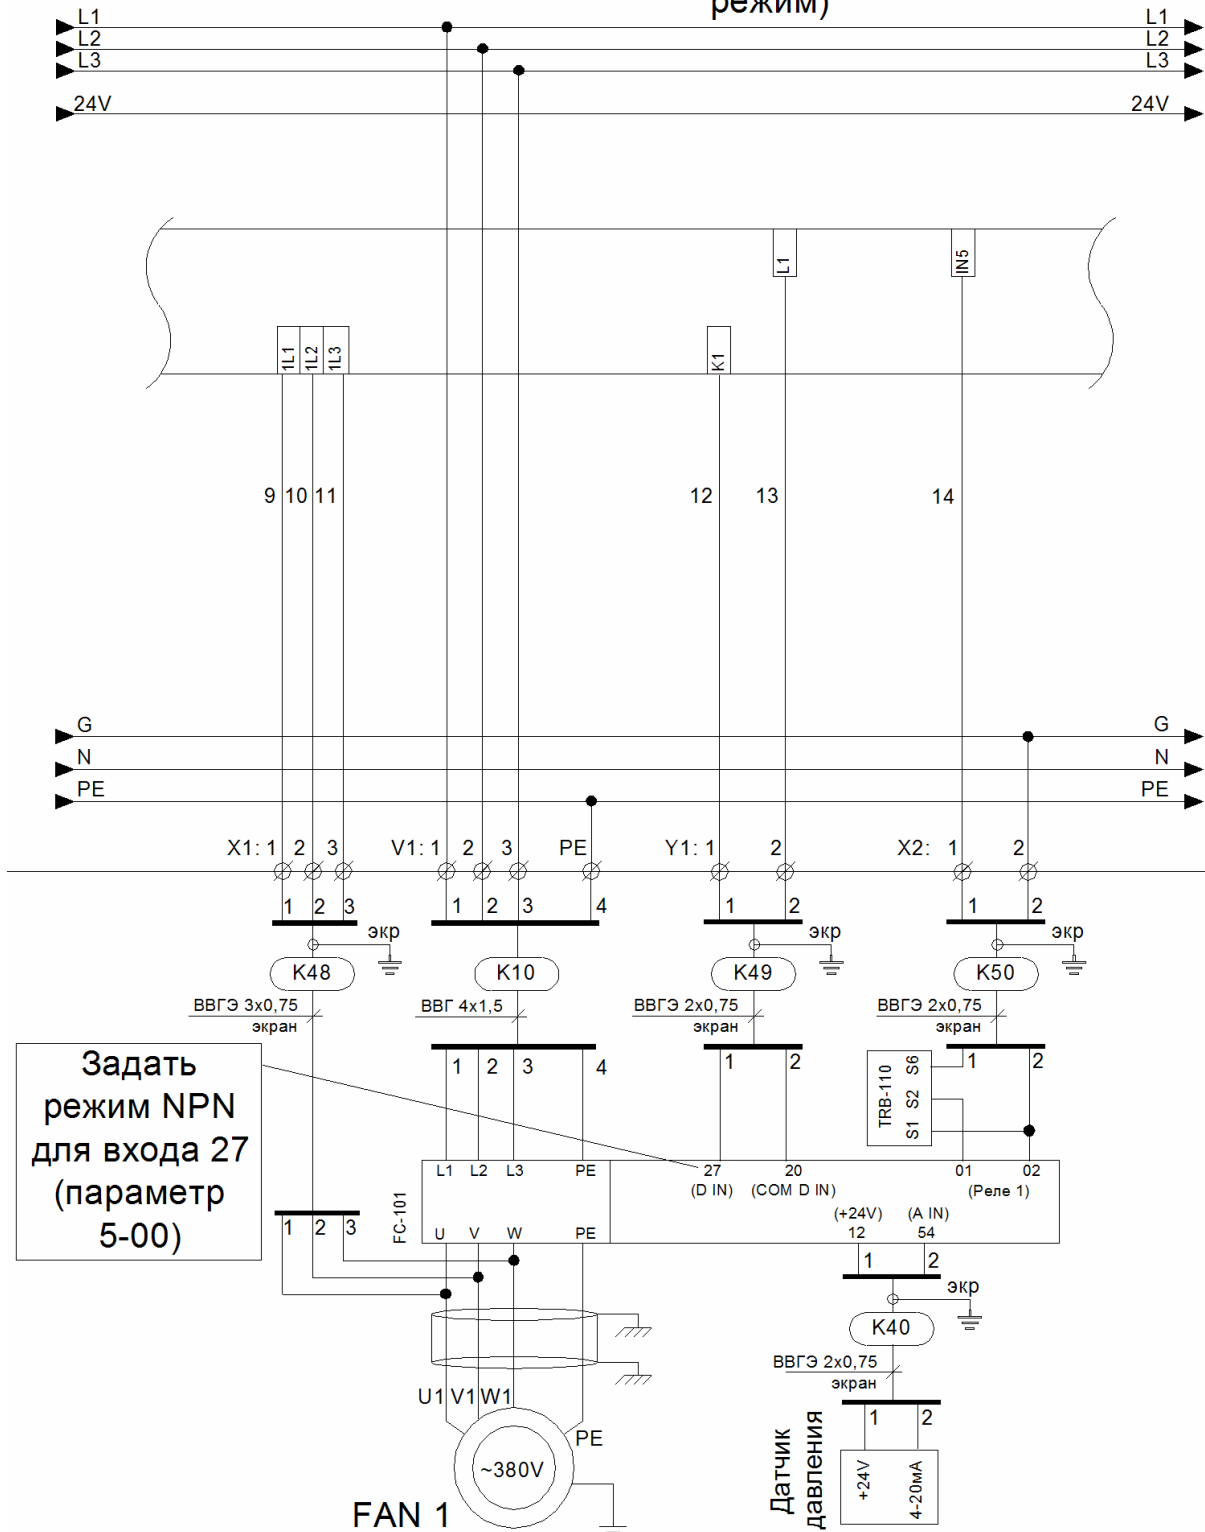 режим)
L1 L1
L2 L2
L3 L3
24V 24V
L1 IN5
1L1 1L2 1L3 K1
9 10 11 12 13 14
G G
N N
PE PE
X1: 1 2 3 V1: 1 2 3 PE Y1: 1 2 X2: 1 2
1 2 3 1 2 3 4 1 2 1 2
экр экр экр
K48 K10 K49 K50
ВВГЭ 3x0,75 ВВГ 4x1,5 ВВГЭ 2x0,75 ВВГЭ 2x0,75
экран экран экран
1 2 3 4 1 2 1 2
Задать
режим NPN
для входа 27
(параметр
5-00)
TRB-110 S1 S2 S6
L1 L2 L3 PE 27 20 01 02
(D IN) (COM D IN) (Реле 1)
FC-101
(+24V) (A IN)
U V W PE 12 54
1 2 3
1 2
экр
K40
ВВГЭ 2x0,75
экран
1 2
U1 V1 W1
PE
~380V
FAN 1
Датчик
давления
+24V 4-20мА